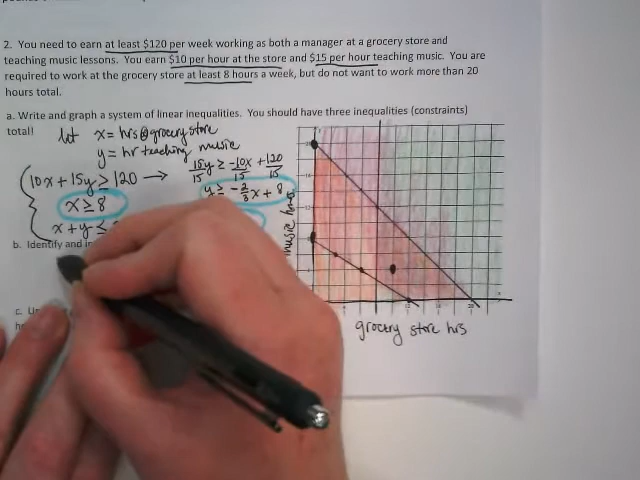 2. You need to earn at least $120 per week working as both a manager at a grocery store and
teaching music lessons. You earn $10 per hour at the store and $15 per hour teaching music. You are
required to work at the grocery store at least 8 hours a week, but do not want to work more than 20
hours total.
a. Write and graph a system of linear inequalities. You should have three inequalities (constraints)
total!
let x = hrs @ grocery store
y = hr teaching music
10x + 15y ≥ 120 →
15y ≥ -10x + 120
15 15 15
y ≥ -2/3 x + 8
x ≥ 8
x + y ≤
b. Identify and in
c.
music hrs
grocery store hrs